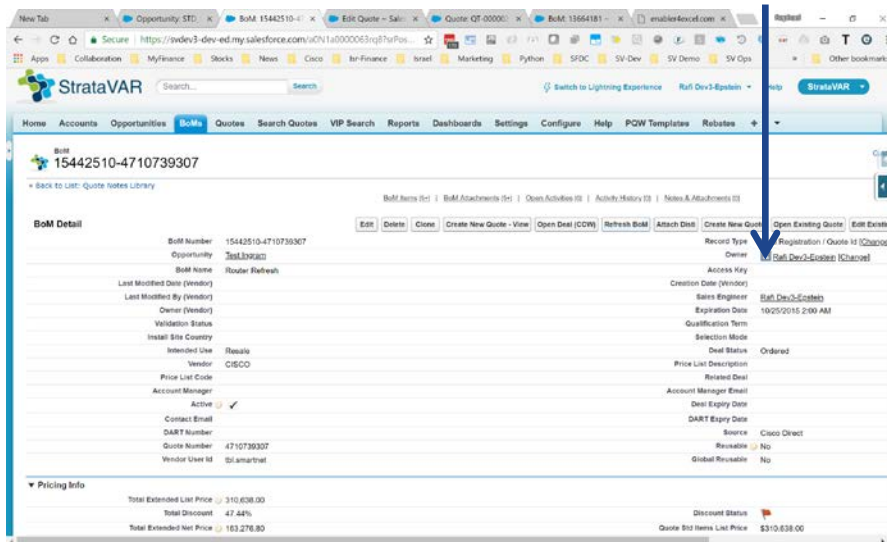 New Tab
Opportunity: STD_
BoM: 15442510-4
Edit Quote ~ Sale
Quote: QT-00000
BoM: 13664181 ~
enabler4excel.com
Raphael
Secure https://svdev3-dev-ed.my.salesforce.com/a0N1a0000063rq8?srPos...
Apps Collaboration MyFinance Stocks News Cisco Isr-Finance Israel Marketing Python SFDC SV-Dev SV Demo SV Ops » Other bookmark
StrataVAR Search... Search Switch to Lightning Experience Rafi Dev3-Epstein Help StrataVAR
Home Accounts Opportunities BoMs Quotes Search Quotes VIP Search Reports Dashboards Settings Configure Help PQW Templates Rebates +
BoM
15442510-4710739307
« Back to List: Quote Notes Library
BoM Items [5+] | BoM Attachments [5+] | Open Activities [0] | Activity History [0] | Notes & Attachments [0]
BoM Detail Edit Delete Clone Create New Quote - View Open Deal (CCW) Refresh BoM Attach Disti Create New Quo Open Existing Quote Edit Existi
BoM Number 15442510-4710739307 Record Type Registration / Quote Id [Change
Opportunity Test Ingram Owner Rafi Dev3-Epstein [Change]
BoM Name Router Refresh Access Key
Last Modified Date (Vendor) Creation Date (Vendor)
Last Modified By (Vendor) Sales Engineer Rafi Dev3-Epstein
Owner (Vendor) Expiration Date 10/25/2015 2:00 AM
Validation Status Qualification Term
Install Site Country Selection Mode
Intended Use Resale Deal Status Ordered
Vendor CISCO Price List Description
Price List Code Related Deal
Account Manager Account Manager Email
Active ✓ Deal Expiry Date
Contact Email DART Expry Date
DART Number Source Cisco Direct
Quote Number 4710739307 Reusable No
Vendor User Id tbl.smartnet Global Reusable No
Pricing Info
Total Extended List Price 310,638.00
Total Discount 47.44% Discount Status
Total Extended Net Price 163,276.80 Quote Std Items List Price $310,638.00